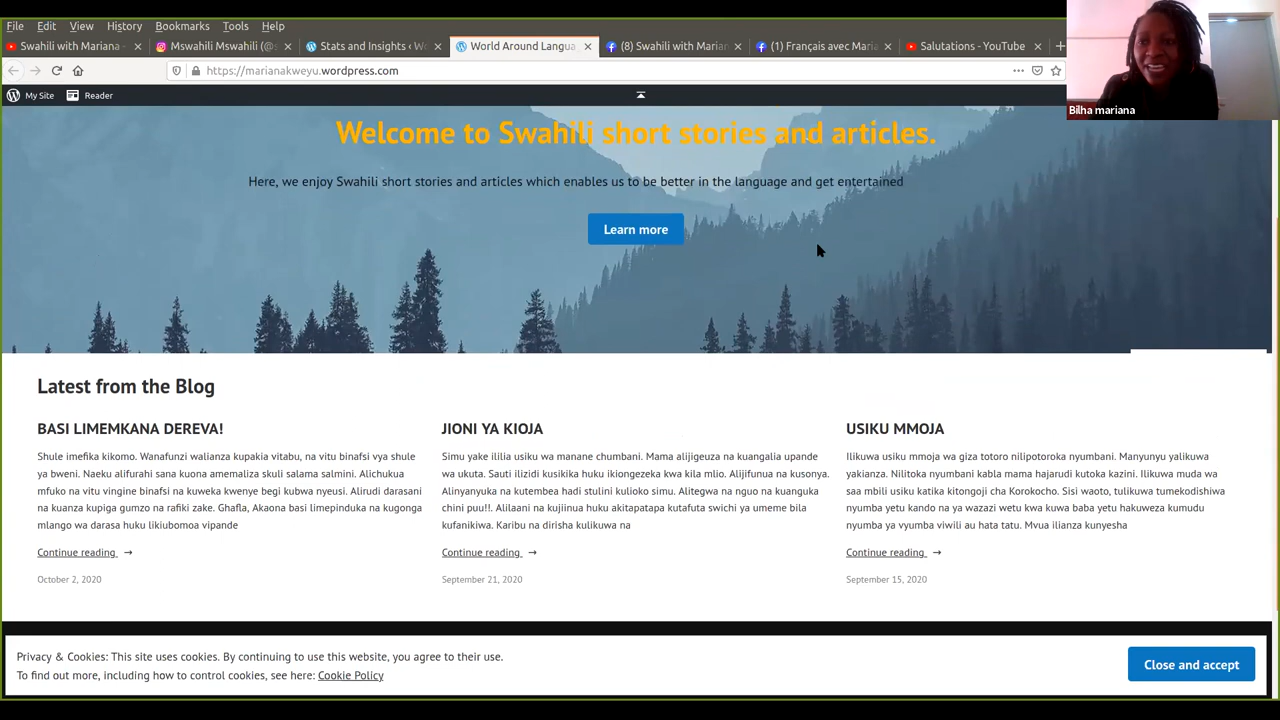 File Edit View History Bookmarks Tools Help
Swahili with Mariana - Mswahili Mswahili (@s Stats and Insights ‹ Wo World Around Langua (8) Swahili with Marian (1) Français avec Maria Salutations - YouTube
https://marianakweyu.wordpress.com
My Site Reader
Bilha mariana
Welcome to Swahili short stories and articles.
Here, we enjoy Swahili short stories and articles which enables us to be better in the language and get entertained
Learn more
Latest from the Blog
BASI LIMEMKANA DEREVA!
Shule imefika kikomo. Wanafunzi walianza kupakia vitabu, na vitu binafsi vya shule
ya bweni. Naeku alifurahi sana kuona amemaliza skuli salama salmini. Alichukua
mfuko na vitu vingine binafsi na kuweka kwenye begi kubwa nyeusi. Alirudi darasani
na kuanza kupiga gumzo na rafiki zake. Ghafla, Akaona basi limepinduka na kugonga
mlango wa darasa huku likiubomoa vipande
Continue reading →
October 2, 2020
JIONI YA KIOJA
Simu yake ililia usiku wa manane chumbani. Mama alijigeuza na kuangalia upande
wa ukuta. Sauti ilizidi kusikika huku ikiongezeka kwa kila mlio. Alijifunua na kusonya.
Alinyanyuka na kutembea hadi stulini kulioko simu. Alitegwa na nguo na kuanguka
chini puu!!. Alilaani na kujiinua huku akitapatapa kutafuta swichi ya umeme bila
kufanikiwa. Karibu na dirisha kulikuwa na
Continue reading →
September 21, 2020
USIKU MMOJA
Ilikuwa usiku mmoja wa giza totoro nilipotoroka nyumbani. Manyunyu yalikuwa
yakianza. Nilitoka nyumbani kabla mama hajarudi kutoka kazini. Ilikuwa muda wa
saa mbili usiku katika kitongoji cha Korokocho. Sisi waoto, tulikuwa tumekodishiwa
nyumba yetu kando na ya wazazi wetu kwa kuwa baba yetu hakuweza kumudu
nyumba ya vyumba viwili au hata tatu. Mvua ilianza kunyesha
Continue reading →
September 15, 2020
Privacy & Cookies: This site uses cookies. By continuing to use this website, you agree to their use.
To find out more, including how to control cookies, see here: Cookie Policy
Close and accept